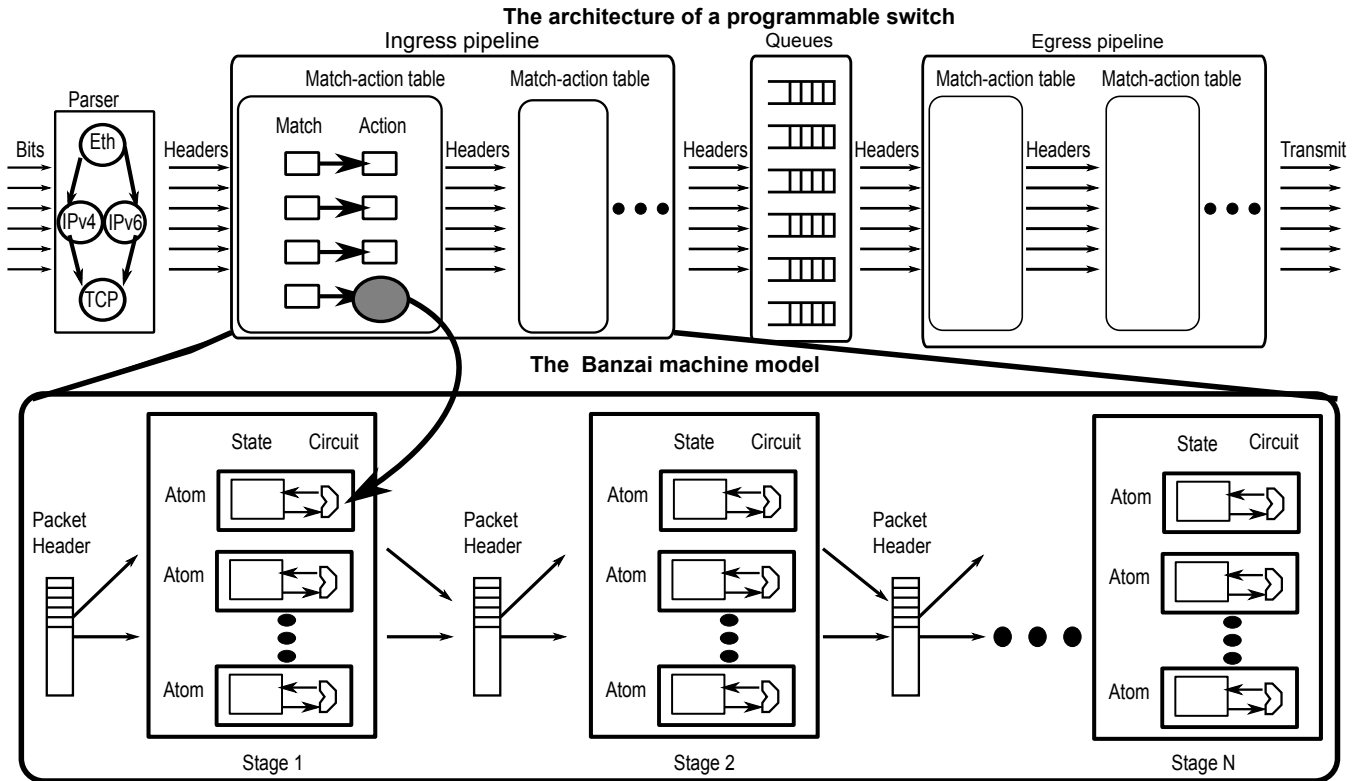 The architecture of a programmable switch
Ingress pipeline
Queues
Egress pipeline
Match-action table
Match-action table
Match-action table
Match-action table
Parser
Match
Action
Eth
Bits
Headers
Headers
Headers
Headers
Headers
Transmit
IPv4
IPv6
TCP
The Banzai machine model
State
Circuit
State
Circuit
State
Circuit
Atom
Atom
Atom
Packet
Header
Packet
Header
Packet
Header
Atom
Atom
Atom
Atom
Atom
Atom
Stage 1
Stage 2
Stage N